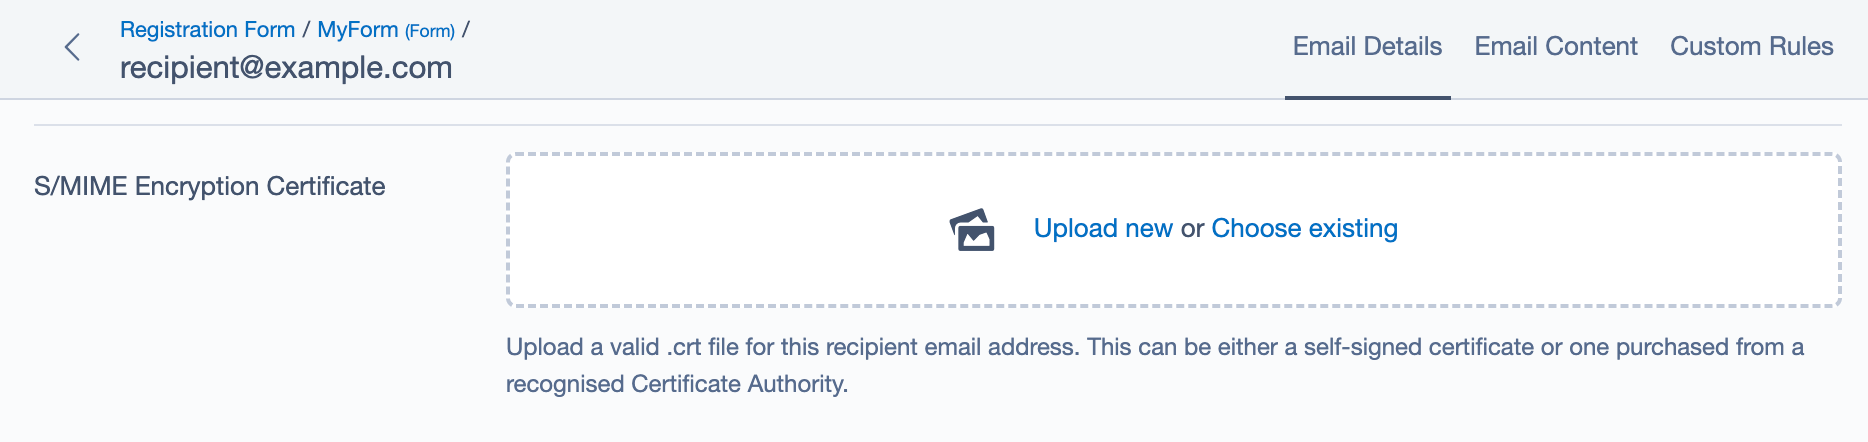 Registration Form / MyForm (Form) /
recipient@example.com
Email Details
Email Content
Custom Rules
S/MIME Encryption Certificate
Upload new or Choose existing
Upload a valid .crt file for this recipient email address. This can be either a self-signed certificate or one purchased from a
recognised Certificate Authority.